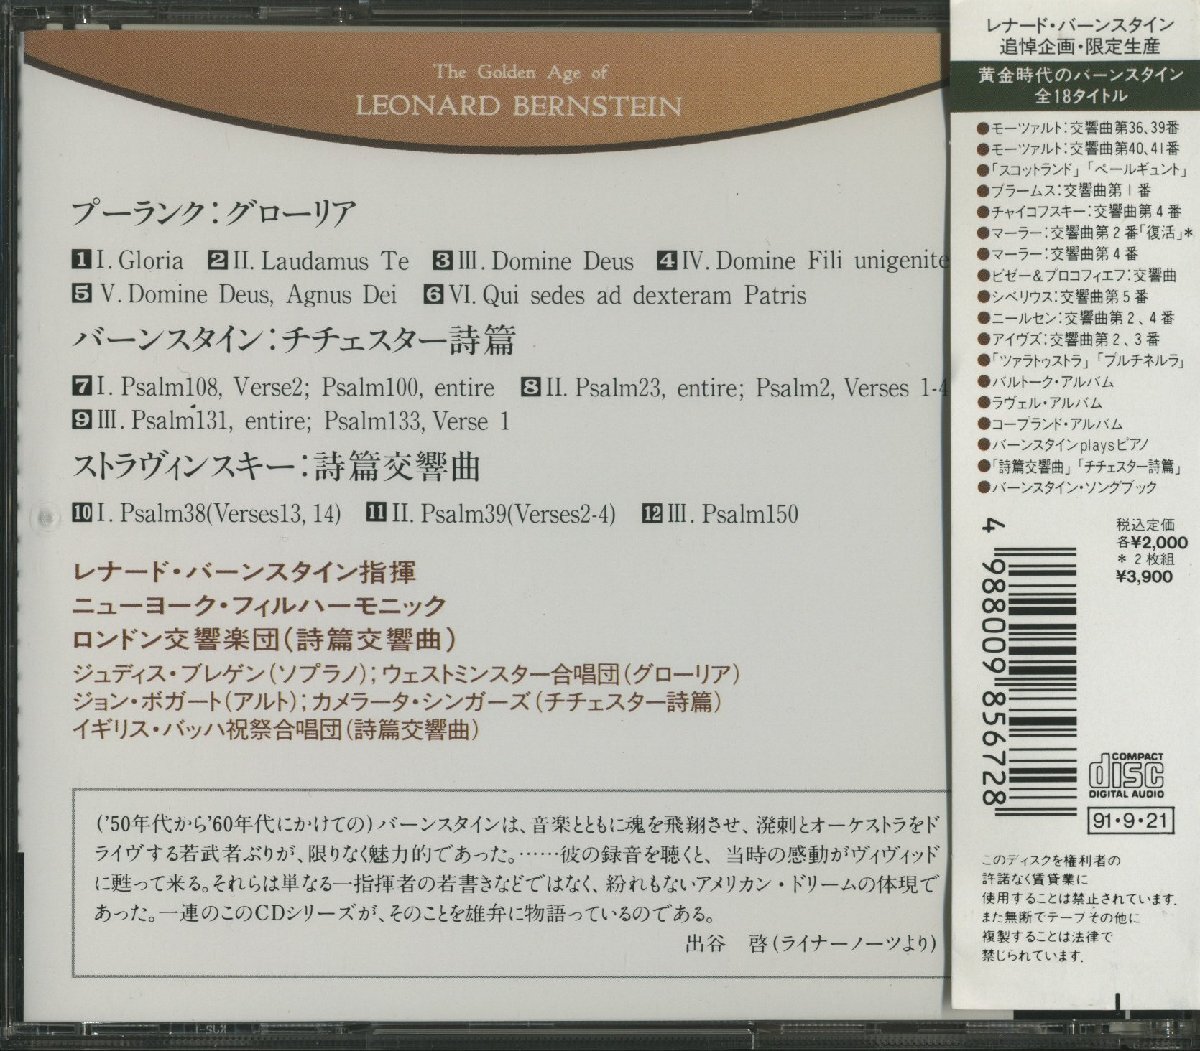 The Golden Age of
LEONARD BERNSTEIN
プーランク：グローリア
1 I. Gloria 2 II. Laudamus Te 3 III. Domine Deus 4 IV. Domine Fili unigenite
5 V. Domine Deus, Agnus Dei 6 VI. Qui sedes ad dexteram Patris
バーンスタイン：チチェスター詩篇
7 I. Psalm108, Verse2; Psalm100, entire 8 II. Psalm23, entire; Psalm2, Verses 1-4
9 III. Psalm131, entire; Psalm133, Verse 1
ストラヴィンスキー：詩篇交響曲
10 I. Psalm38(Verses13, 14) 11 II. Psalm39(Verses2-4) 12 III. Psalm150
レナード・バーンスタイン指揮
ニューヨーク・フィルハーモニック
ロンドン交響楽団（詩篇交響曲）
ジュディス・ブレゲン（ソプラノ）；ウェストミンスター合唱団（グローリア）
ジョン・ボガート（アルト）；カメラータ・シンガーズ（チチェスター詩篇）
イギリス・バッハ祝祭合唱団（詩篇交響曲）
（'50年代から'60年代にかけての）バーンスタインは、音楽とともに魂を飛翔させ、溌剌とオーケストラをド
ライヴする若武者ぶりが、限りなく魅力的であった。……彼の録音を聴くと、当時の感動がヴィヴィッド
に甦って来る。それらは単なる一指揮者の若書きなどではなく、紛れもないアメリカン・ドリームの体現で
あった。一連のこのCDシリーズが、そのことを雄弁に物語っているのである。
出谷 啓（ライナーノーツより）
レナード・バーンスタイン
追悼企画・限定生産
黄金時代のバーンスタイン
全18タイトル
●モーツァルト：交響曲第36、39番
●モーツァルト：交響曲第40、41番
●「スコットランド」「ペールギュント」
●ブラームス：交響曲第1番
●チャイコフスキー：交響曲第4番
●マーラー：交響曲第2番「復活」*
●マーラー：交響曲第4番
●ビゼー＆プロコフィエフ：交響曲
●シベリウス：交響曲第5番
●ニールセン：交響曲第2、4番
●アイヴズ：交響曲第2、3番
●「ツァラトゥストラ」「プルチネルラ」
●バルトーク・アルバム
●ラヴェル・アルバム
●コープランド・アルバム
●バーンスタインplaysピアノ
●「詩篇交響曲」「チチェスター詩篇」
●バーンスタイン・ソングブック
税込定価
各¥2,000
* 2枚組
¥3,900
4 988009 856728
COMPACT
disc
DIGITAL AUDIO
91・9・21
このディスクを権利者の
許諾なく賃貸業に
使用することは禁止されています。
また無断でテープその他に
複製することは法律で
禁じられています。